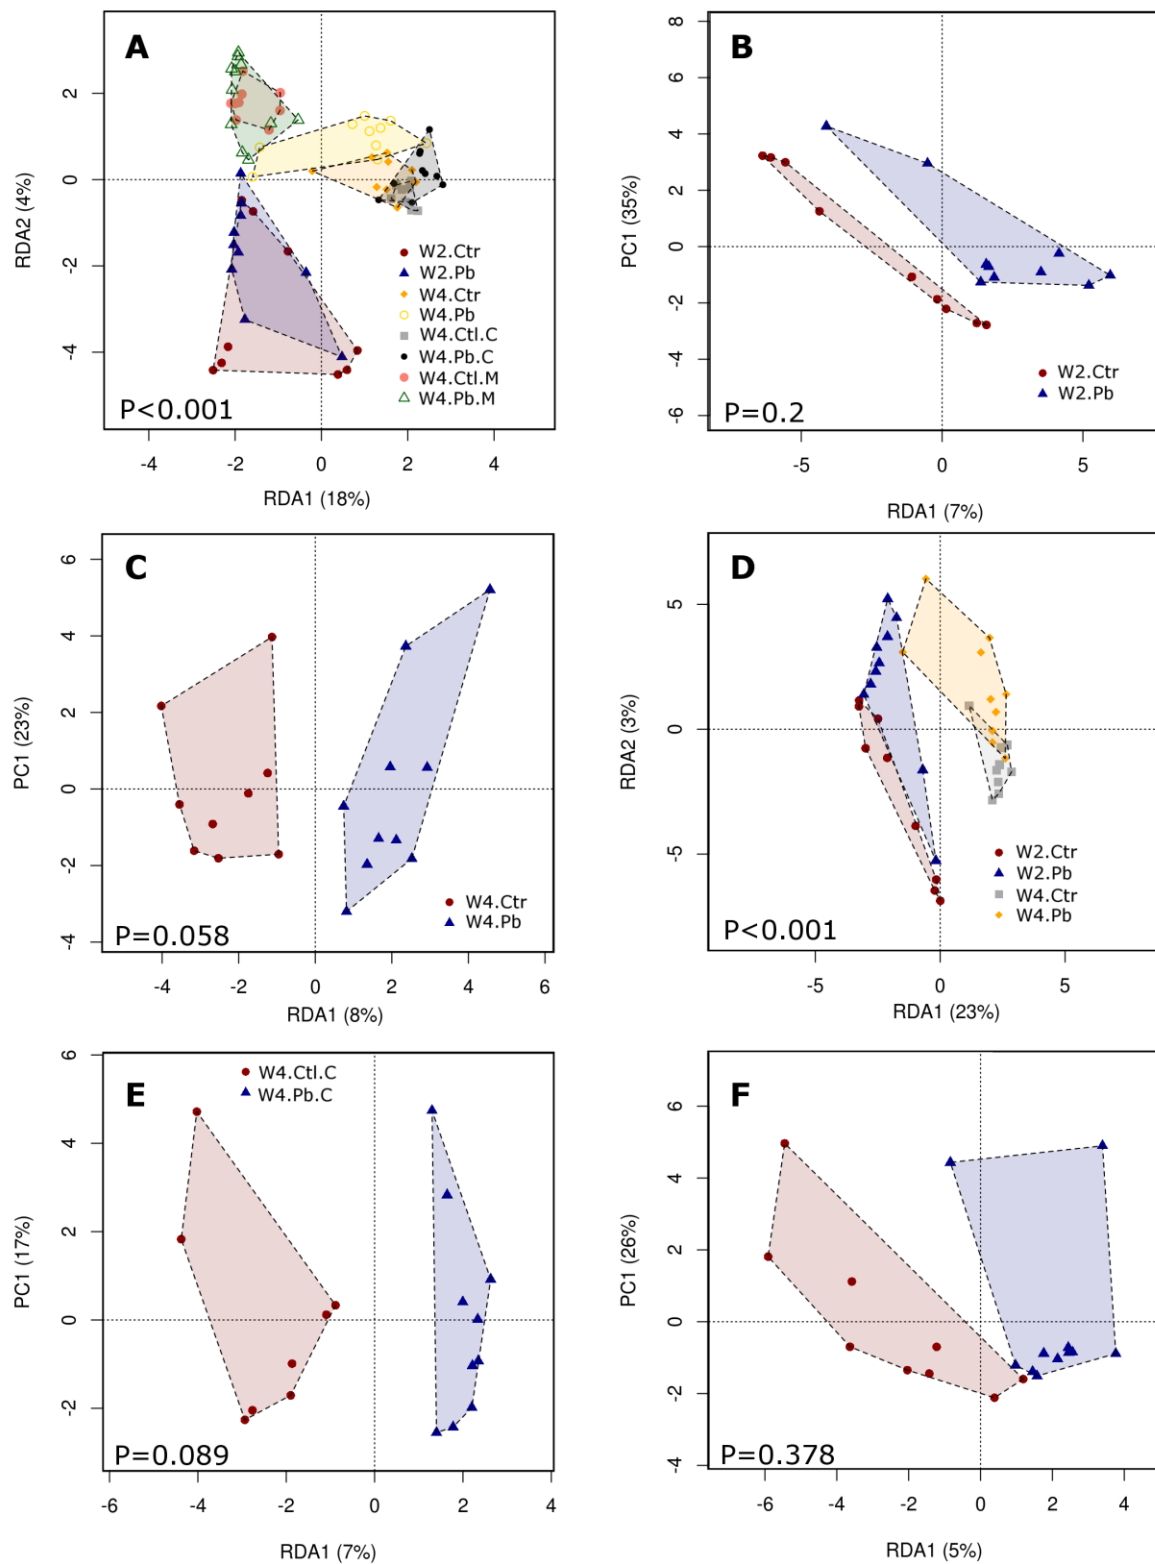 A
RDA2 (4%)
2
0
-2
-4
W2.Ctr
W2.Pb
W4.Ctr
W4.Pb
W4.Ctl.C
W4.Pb.C
W4.Ctl.M
W4.Pb.M
P<0.001
-4 -2 0 2 4
RDA1 (18%)
B
PC1 (35%)
8
6
4
2
0
-2
-4
-6
W2.Ctr
W2.Pb
P=0.2
-5 0 5
RDA1 (7%)
C
PC1 (23%)
6
4
2
0
-2
-4
W4.Ctr
W4.Pb
P=0.058
-4 -2 0 2 4 6
RDA1 (8%)
D
RDA2 (3%)
5
0
-5
W2.Ctr
W2.Pb
W4.Ctr
W4.Pb
P<0.001
-5 0 5
RDA1 (23%)
E
W4.Ctl.C
W4.Pb.C
PC1 (17%)
6
4
2
0
-2
P=0.089
-6 -4 -2 0 2 4
RDA1 (7%)
F
PC1 (26%)
6
4
2
0
-2
-4
P=0.378
-6 -4 -2 0 2 4
RDA1 (5%)